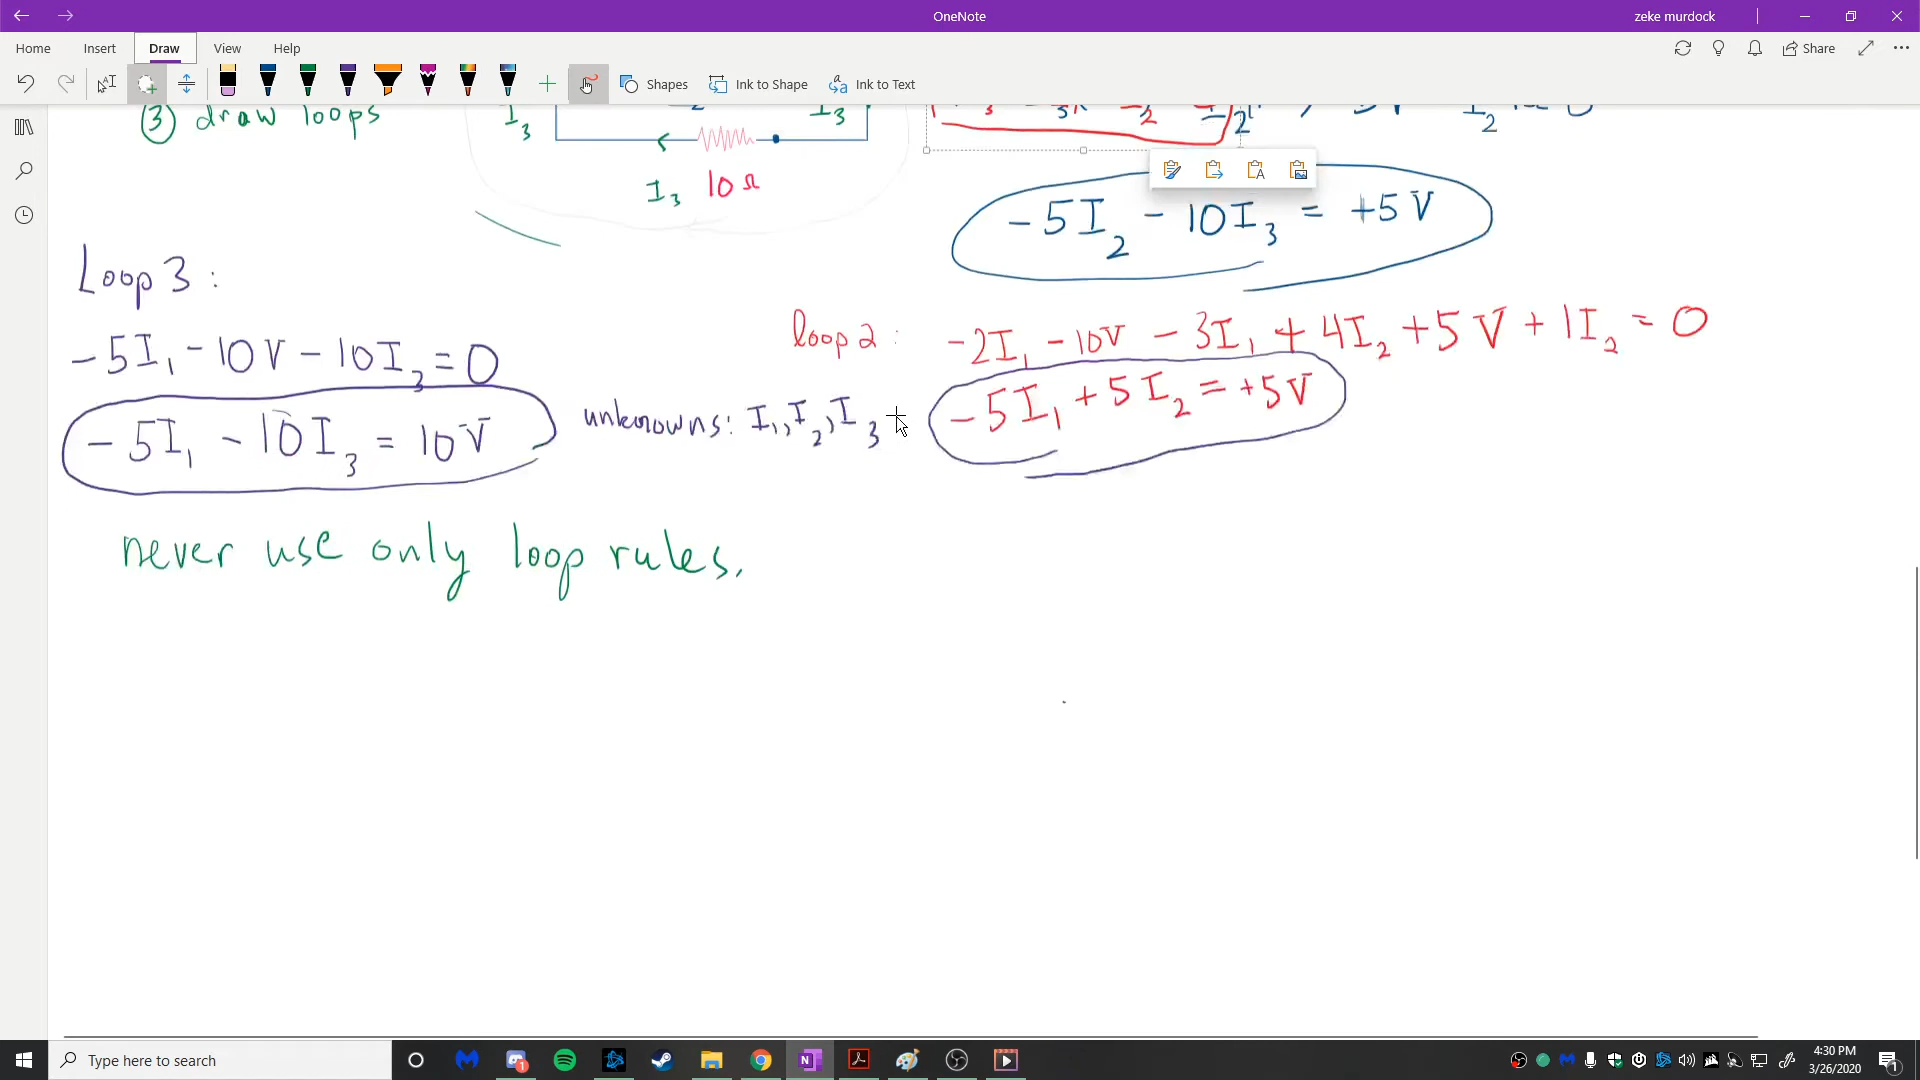 OneNote
zeke murdock
Home Insert Draw View Help
Share
Shapes Ink to Shape Ink to Text
③ draw loops
I₃
I₃
I₃ 10 Ω
-5I₂ - 10I₃ = +5V
Loop 3 :
loop 2 : -2I₁ - 10V - 3I₁ + 4I₂ + 5V + 1I₂ = 0
-5I₁ - 10V - 10I₃ = 0
-5I₁ + 5I₂ = +5V
unknowns: I₁, I₂, I₃
-5I₁ - 10I₃ = 10V
never use only loop rules.
Type here to search
4:30 PM
3/26/2020